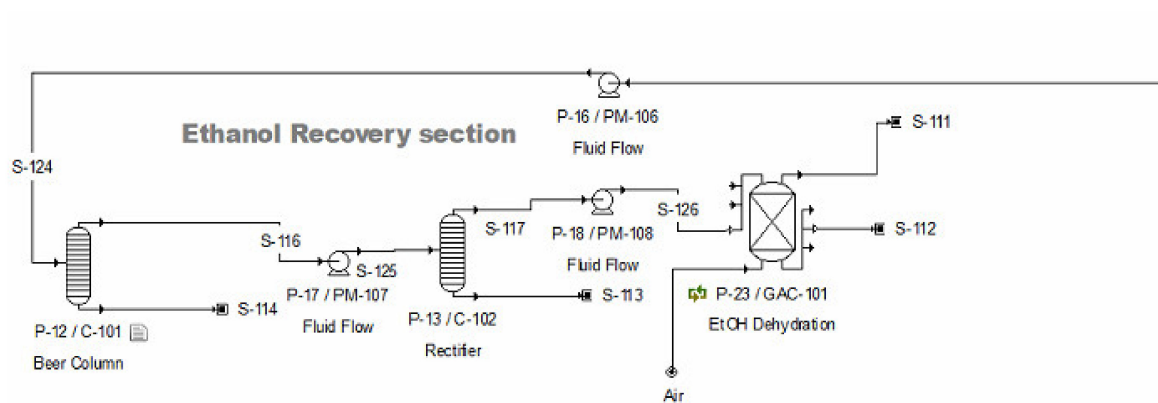 P-16 / PM-106
Fluid Flow
Ethanol Recovery section
S-111
S-124
S-116
S-117
S-126
S-112
P-18 / PM-108
Fluid Flow
S-125
P-17 / PM-107
Fluid Flow
S-114
S-113
P-12 / C-101
Beer Column
P-13 / C-102
Rectifier
P-23 / GAC-101
EtOH Dehydration
Air